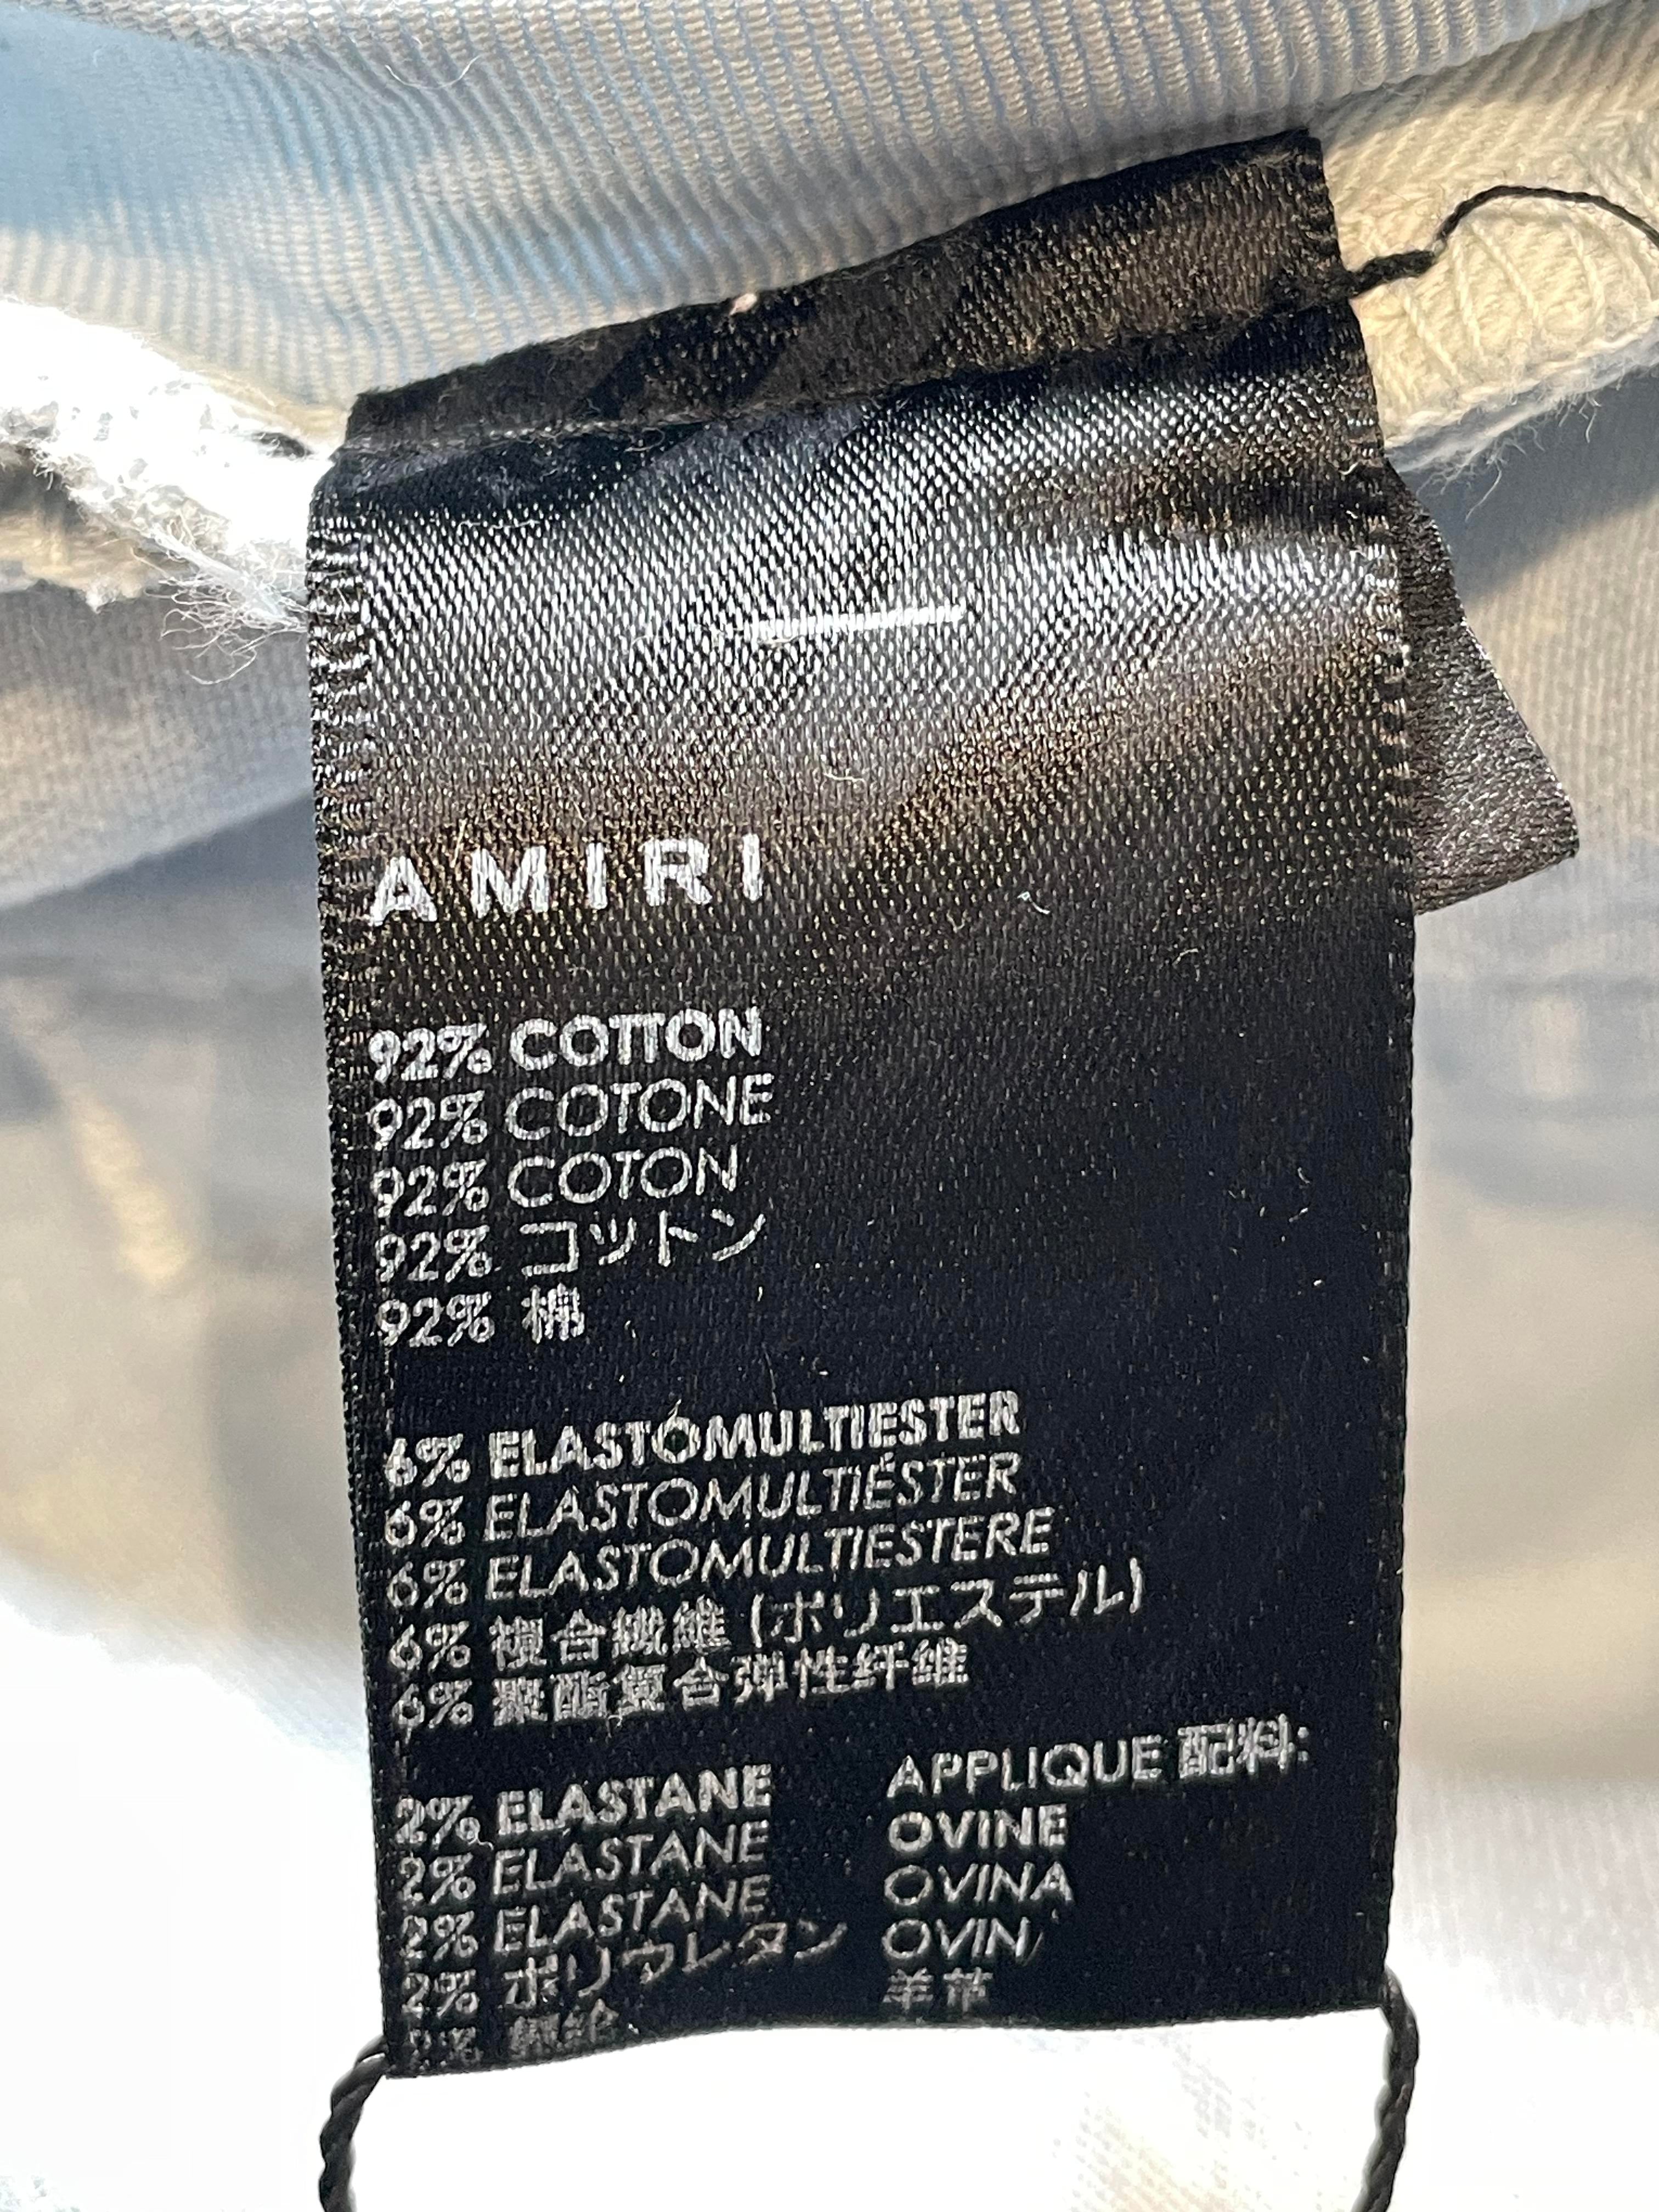 AMIRI
92% COTTON
92% COTONE
92% COTON
92% コットン
92% 棉
6% ELASTOMULTIESTER
6% ELASTOMULTIÉSTER
6% ELASTOMULTIESTERE
6% 複合繊維 (ポリエステル)
6% 聚酯复合弹性纤维
2% ELASTANE
2% ELASTANE
2% ELASTANE
2% ポリウレタン
APPLIQUE 配料:
OVINE
OVINA
OVIN
羊革